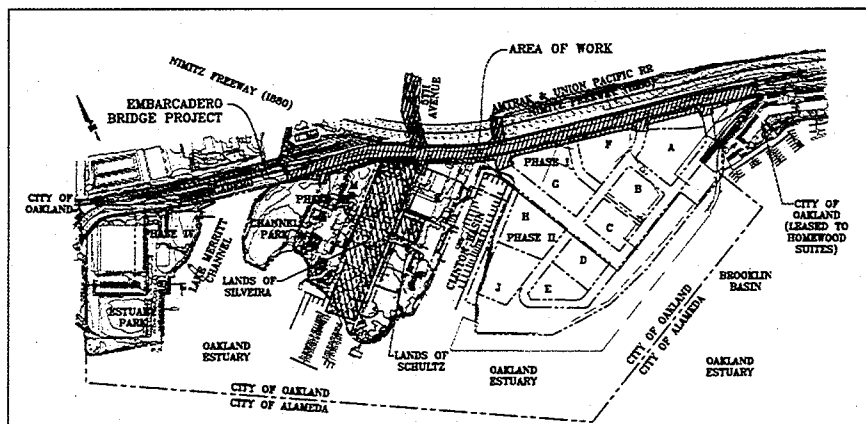 NIMITZ FREEWAY (I880)
EMBARCADERO
BRIDGE PROJECT
5TH
AVENUE
AREA OF WORK
AMTRAK & UNION PACIFIC RR
CITY OF
OAKLAND
LAKE MERRITT
CHANNEL
CHANNEL
PARK
ESTUARY
PARK
LANDS OF
SILVEIRA
CLINTON BASIN
LANDS OF
SCHULTZ
PHASE I
F
A
G
B
H
PHASE II
C
D
J
E
CITY OF
OAKLAND
(LEASED TO
HOMEWOOD
SUITES)
BROOKLIN
BASIN
OAKLAND
ESTUARY
OAKLAND
ESTUARY
OAKLAND
ESTUARY
CITY OF OAKLAND
CITY OF ALAMEDA
CITY OF OAKLAND
CITY OF ALAMEDA